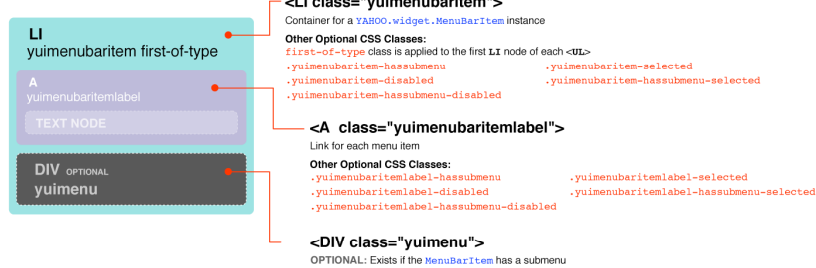 <LI class="yuimenubaritem">
Container for a YAHOO.widget.MenuBarItem instance
Other Optional CSS Classes:
first-of-type class is applied to the first LI node of each <UL>
.yuimenubaritem-hassubmenu .yuimenubaritem-selected
.yuimenubaritem-disabled .yuimenubaritem-hassubmenu-selected
.yuimenubaritem-hassubmenu-disabled
LI
yuimenubaritem first-of-type
A
yuimenubaritemlabel
TEXT NODE
DIV OPTIONAL
yuimenu
<A class="yuimenubaritemlabel">
Link for each menu item
Other Optional CSS Classes:
.yuimenubaritemlabel-hassubmenu .yuimenubaritemlabel-selected
.yuimenubaritemlabel-disabled .yuimenubaritemlabel-hassubmenu-selected
.yuimenubaritemlabel-hassubmenu-disabled
<DIV class="yuimenu">
OPTIONAL: Exists if the MenuBarItem has a submenu